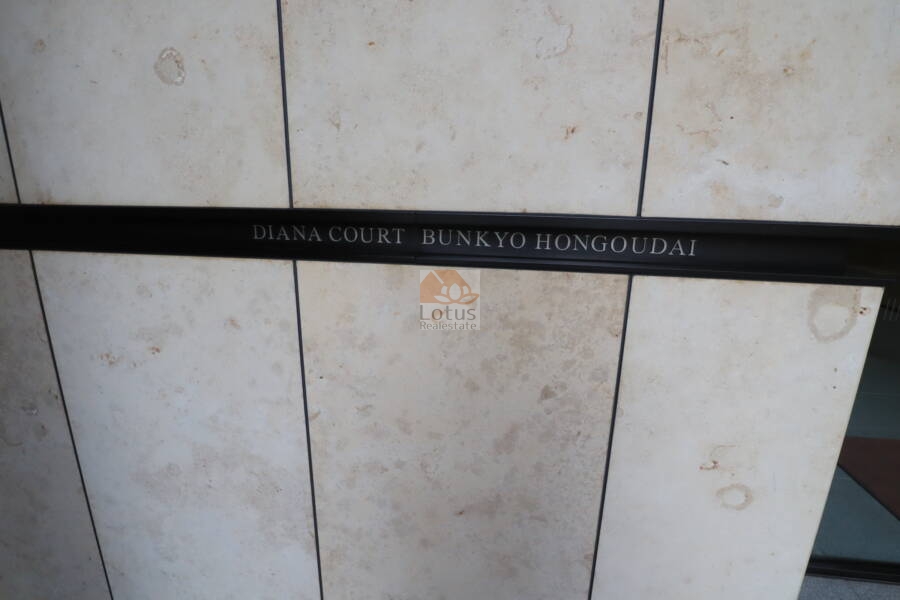 DIANA COURT BUNKYO HONGOUDAI
Lotus
Realestate